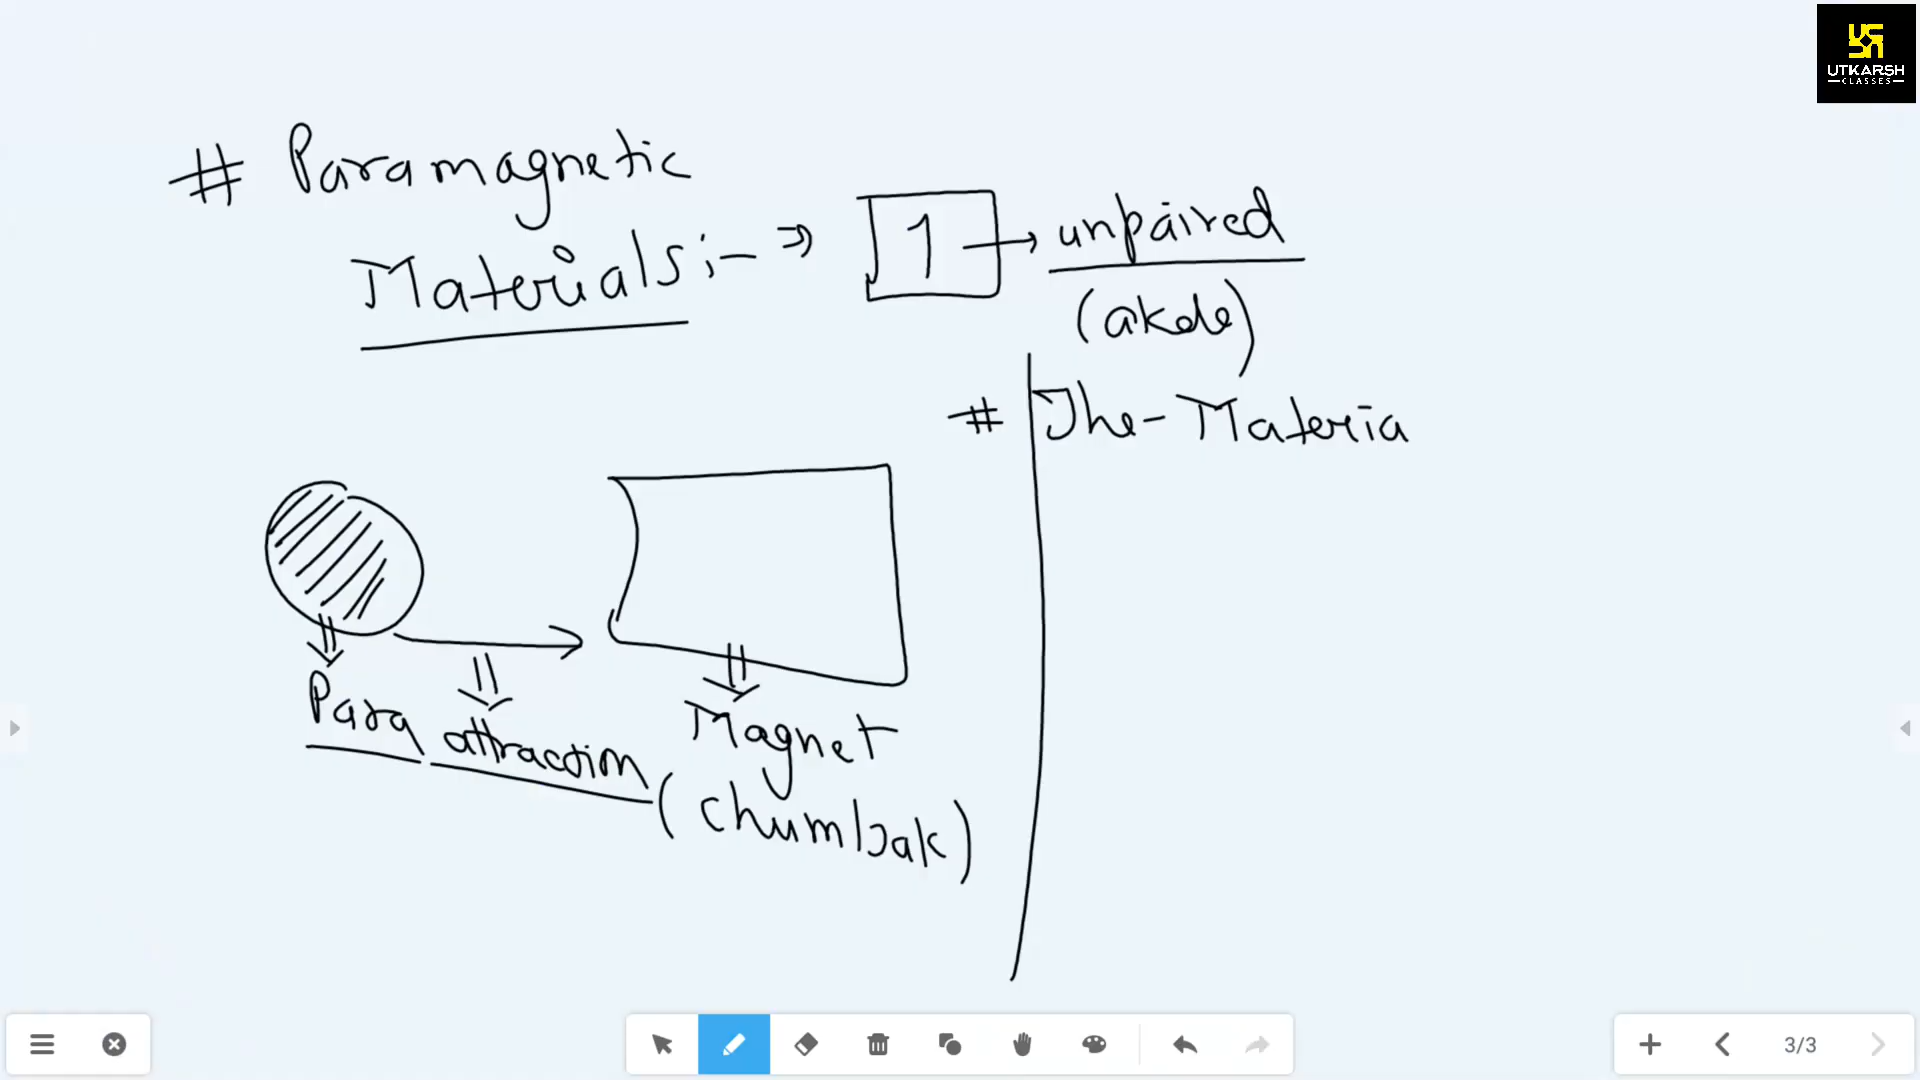 UTKARSH
CLASSES
# Paramagnetic
Materials :- ⇒ 1 → unpaired
(akele)
# The - Materia
Para attraction Magnet
(chumbak)
3/3